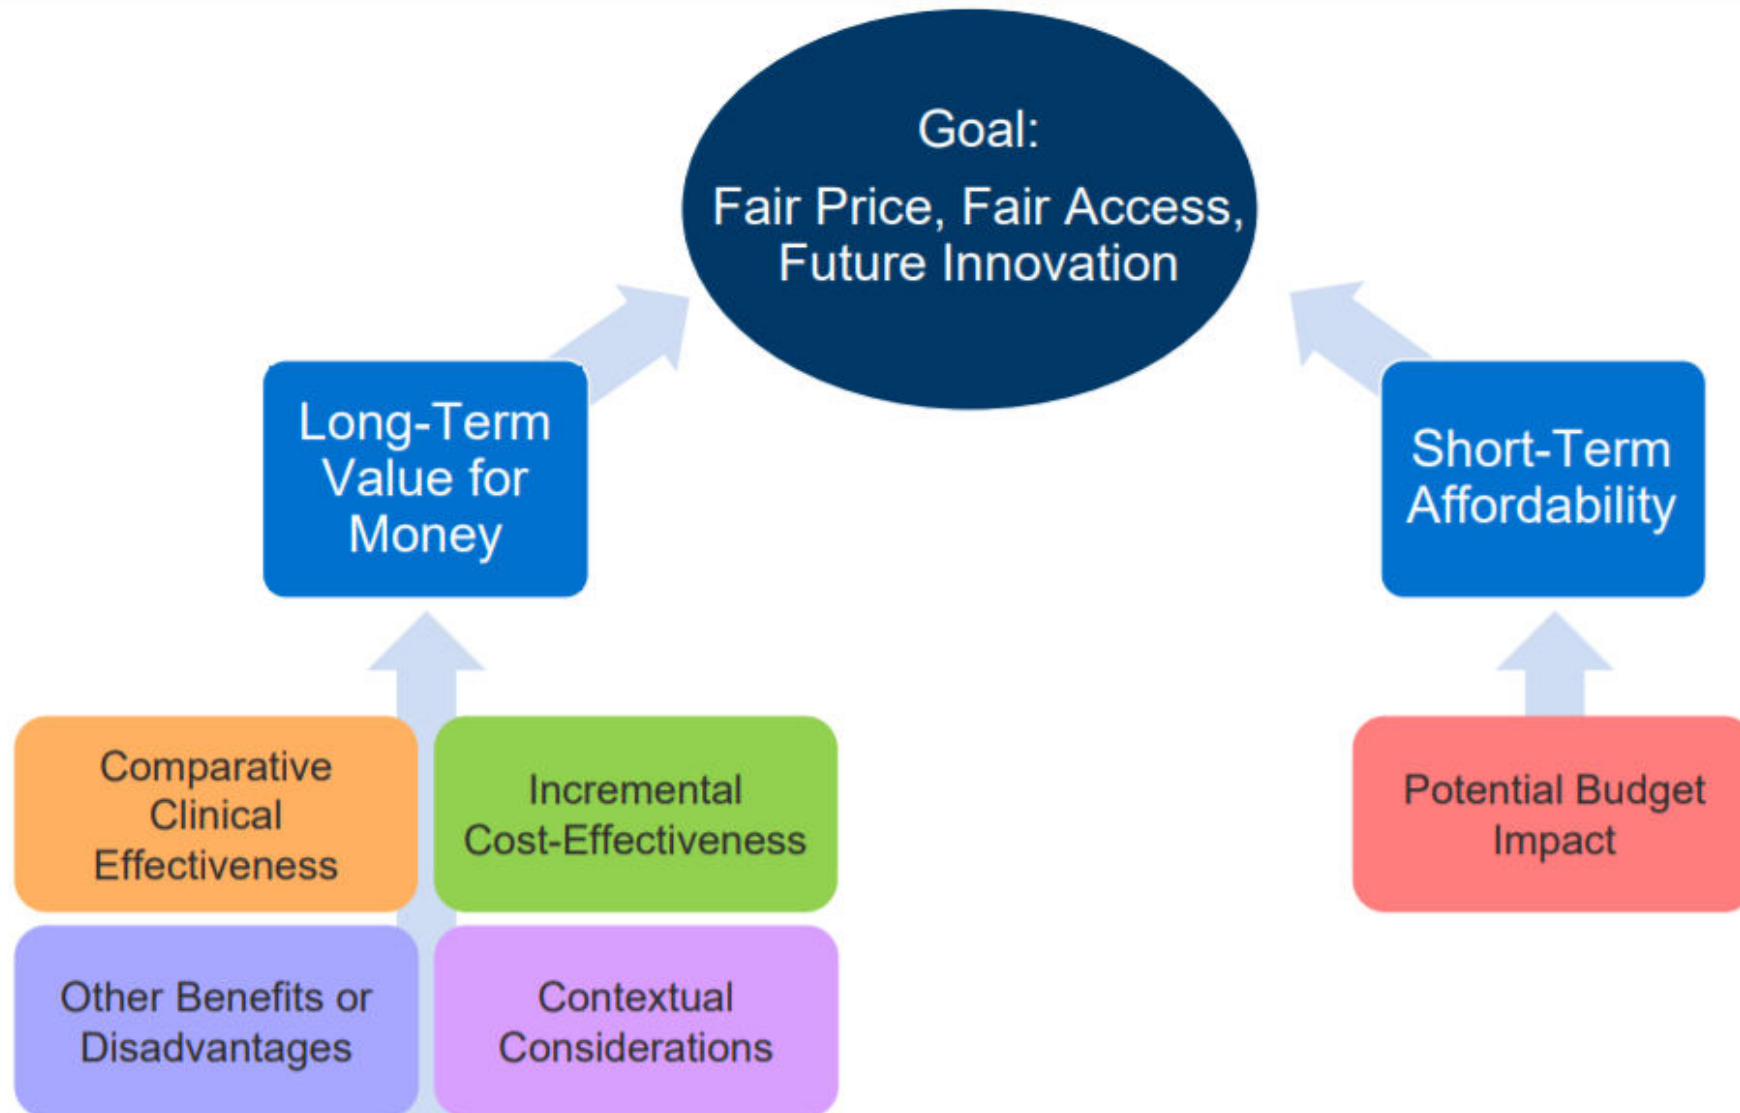 Goal:
Fair Price, Fair Access,
Future Innovation
Long-Term
Value for
Money
Short-Term
Affordability
Comparative
Clinical
Effectiveness
Incremental
Cost-Effectiveness
Potential Budget
Impact
Other Benefits or
Disadvantages
Contextual
Considerations